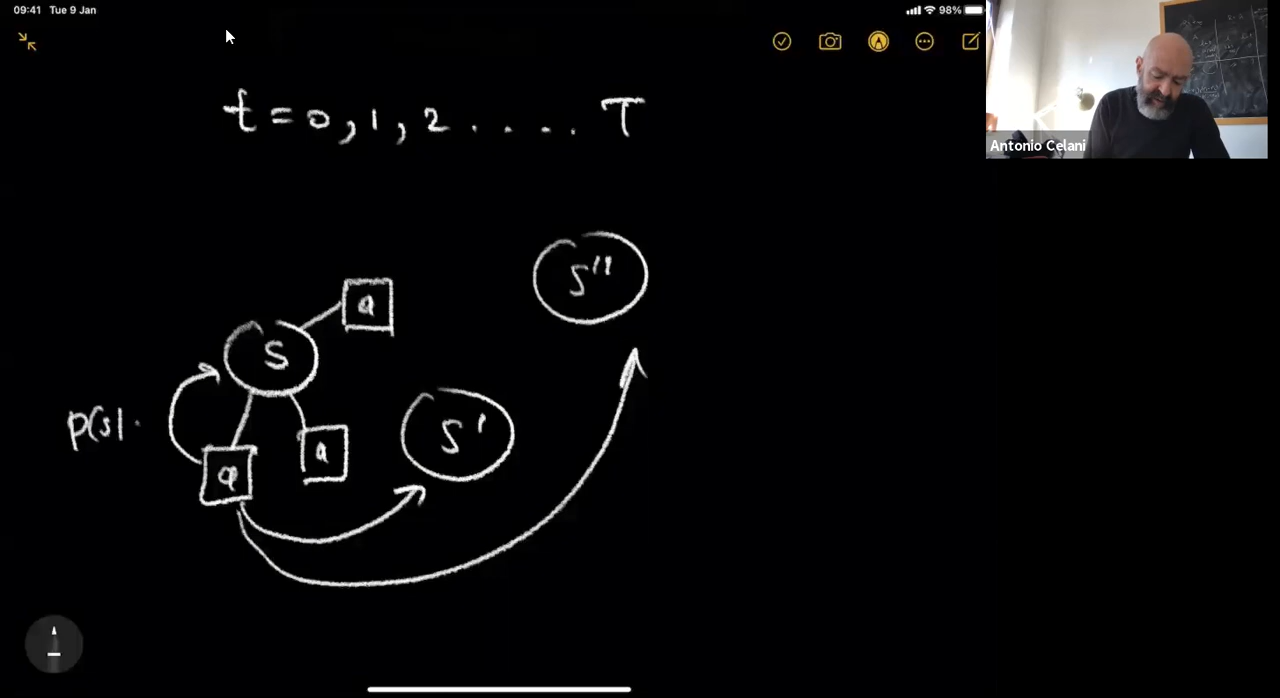 09:41 Tue 9 Jan
98%
Antonio Celani
t = 0, 1, 2 . . . . . T
s''
a
s
s'
p(s|·
a
a